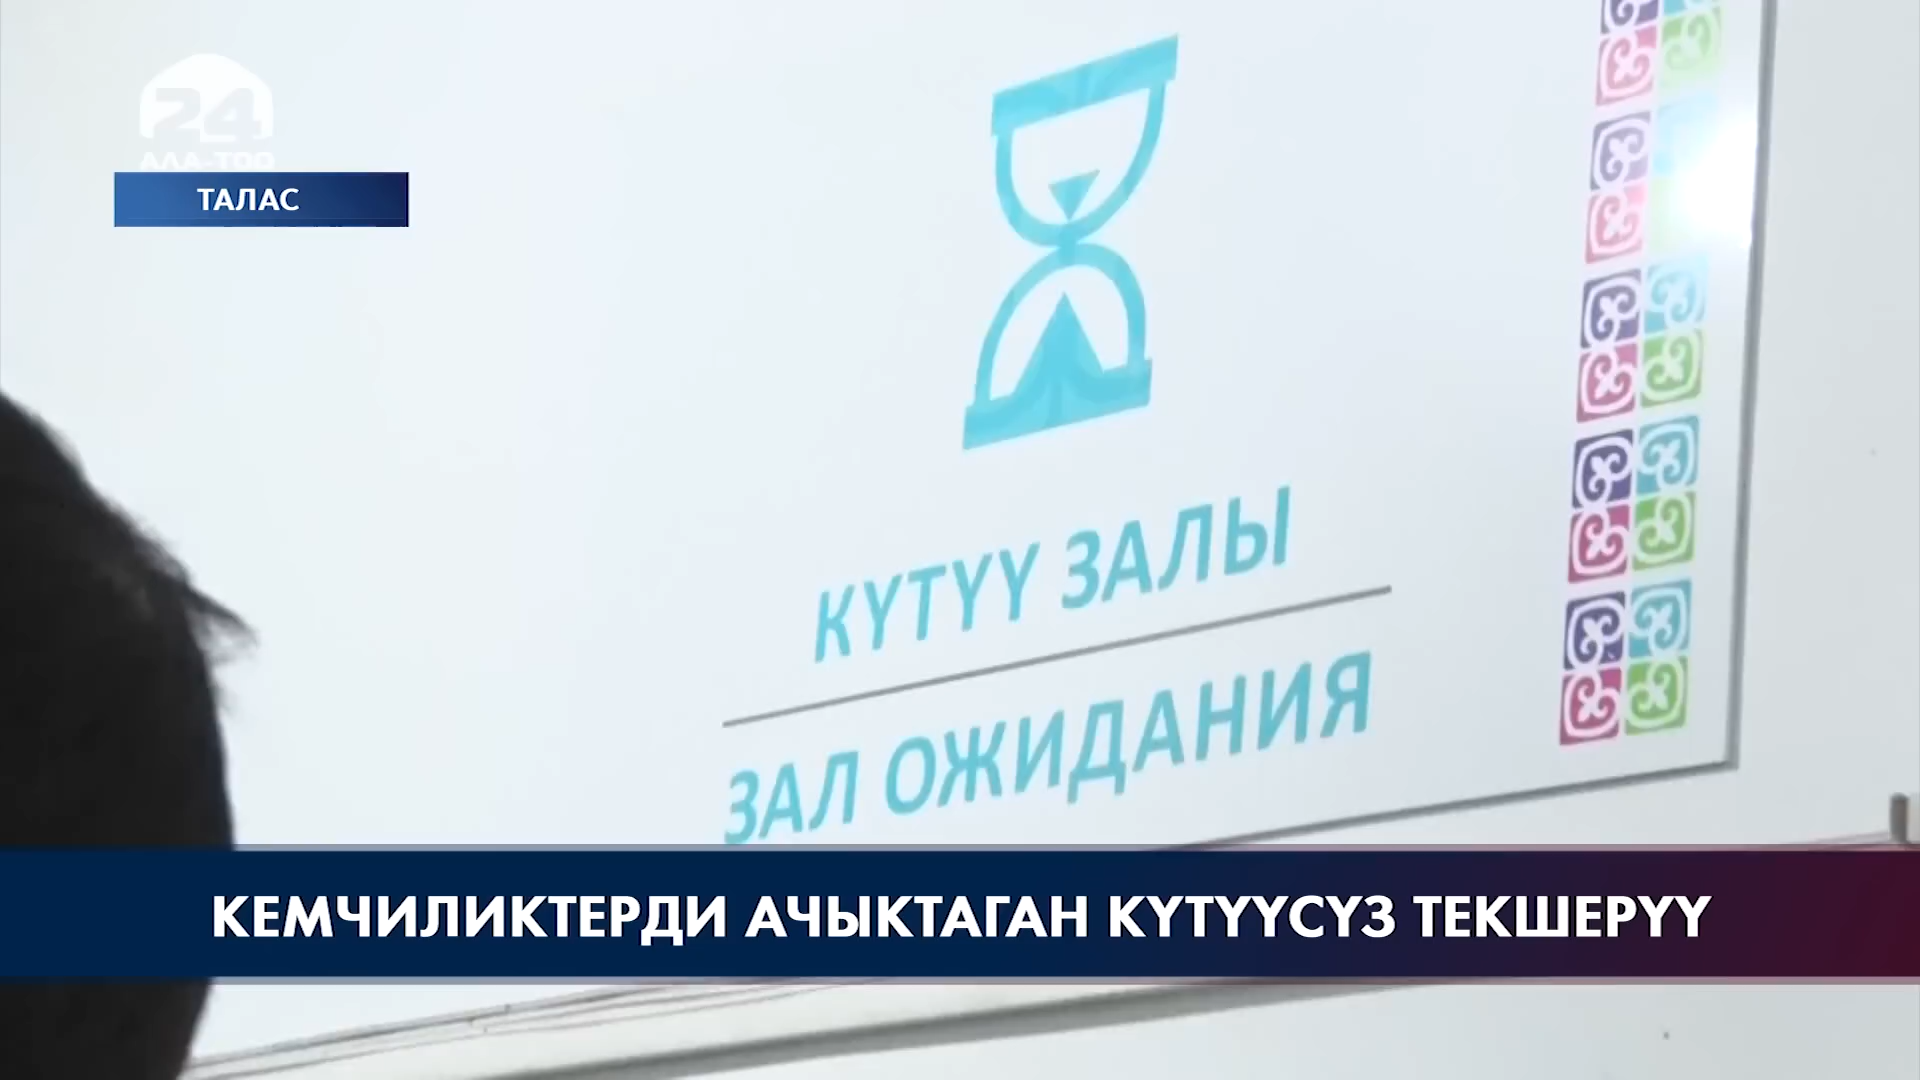 24
АЛА-ТОО
ТАЛАС
КҮТҮҮ ЗАЛЫ
ЗАЛ ОЖИДАНИЯ
КЕМЧИЛИКТЕРДИ АЧЫКТАГАН КҮТҮҮСҮЗ ТЕКШЕРҮҮ